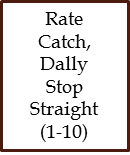 Rate
Catch,
Dally
Stop
Straight
(1-10)